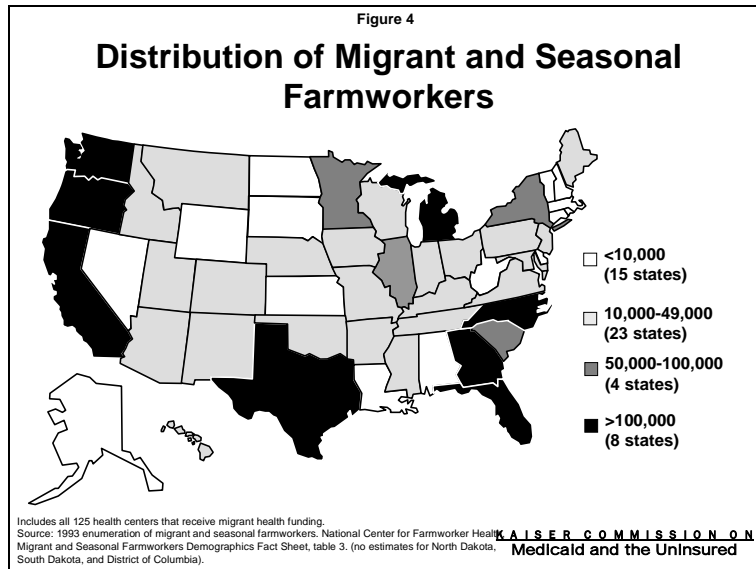 Figure 4
Distribution of Migrant and Seasonal
Farmworkers
<10,000
(15 states)
10,000-49,000
(23 states)
50,000-100,000
(4 states)
>100,000
(8 states)
Includes all 125 health centers that receive migrant health funding.
Source: 1993 enumeration of migrant and seasonal farmworkers. National Center for Farmworker Health
Migrant and Seasonal Farmworkers Demographics Fact Sheet, table 3. (no estimates for North Dakota,
South Dakota, and District of Columbia).
KAISER COMMISSION ON
Medicaid and the Uninsured